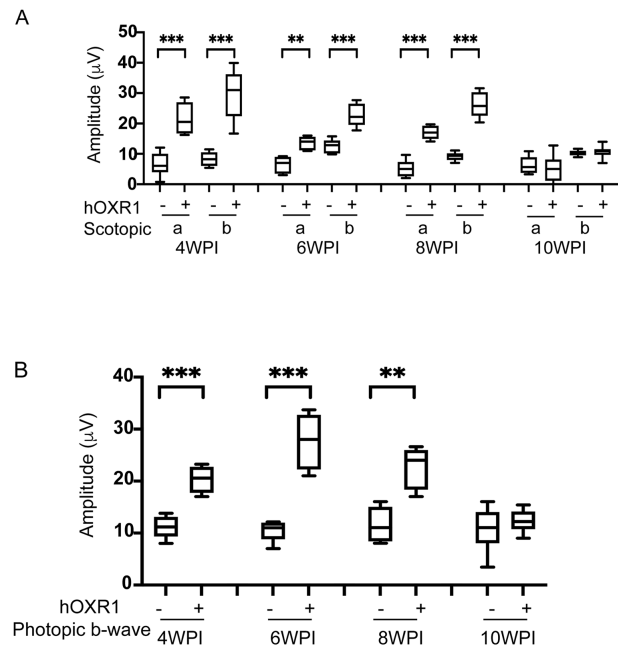 A
*** *** ** *** *** ***
50
40
30
20
10
0
Amplitude (μV)
hOXR1 - + - + - + - + - + - + - + - +
Scotopic a b a b a b a b
4WPI 6WPI 8WPI 10WPI
B
*** *** **
40
30
20
10
0
Amplitude (μV)
hOXR1 - + - + - + - +
Photopic b-wave 4WPI 6WPI 8WPI 10WPI